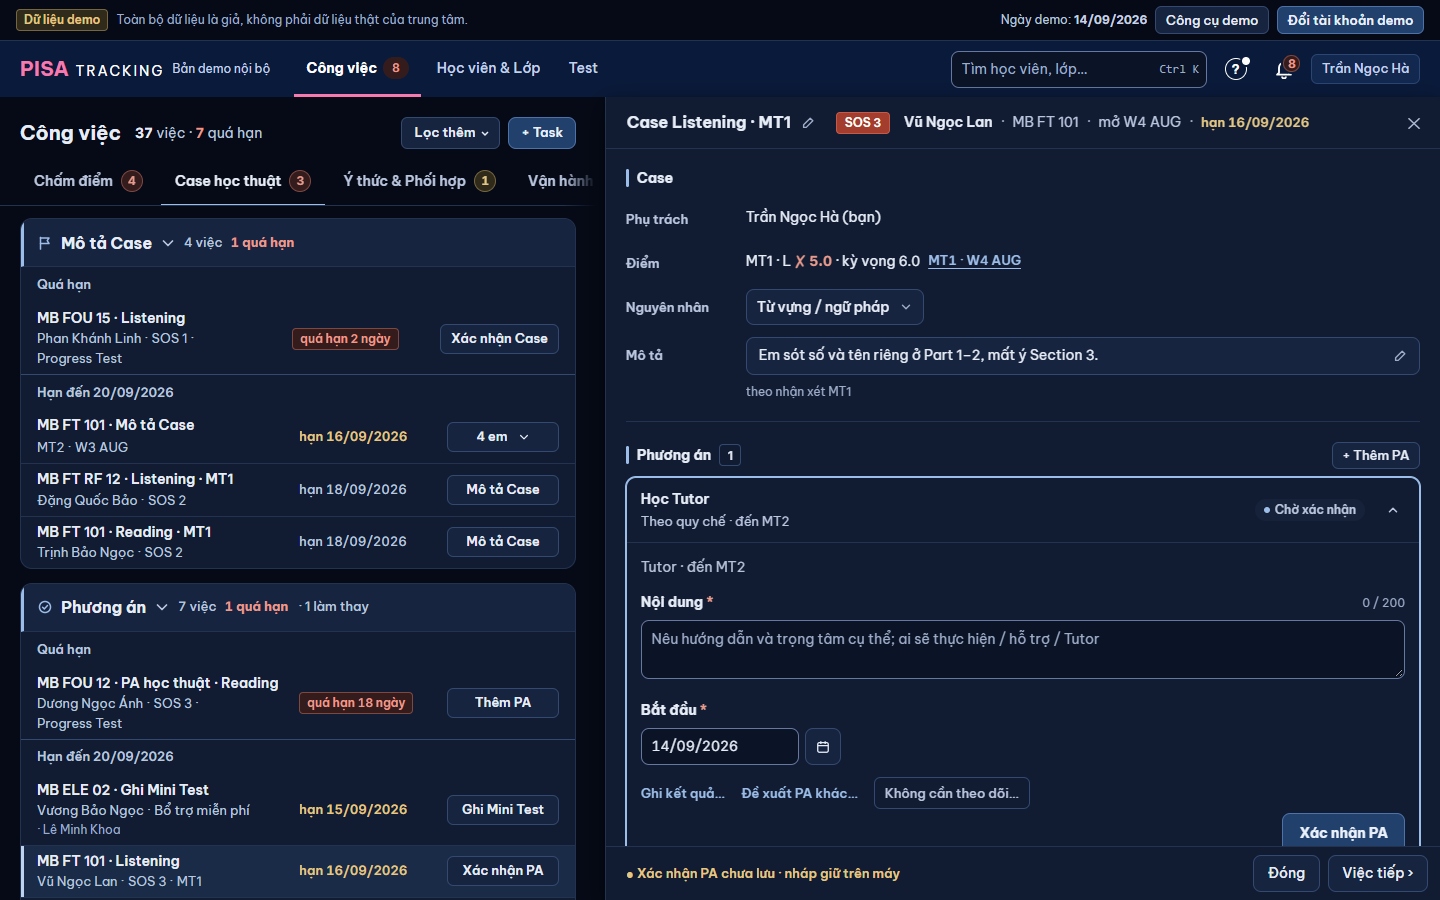 Dữ liệu demo Toàn bộ dữ liệu là giả, không phải dữ liệu thật của trung tâm. Ngày demo: 14/09/2026 Công cụ demo Đổi tài khoản demo
PISA TRACKING Bản demo nội bộ Công việc 8 Học viên & Lớp Test Tìm học viên, lớp... Ctrl K ? 8 Trần Ngọc Hà
Công việc 37 việc · 7 quá hạn Lọc thêm + Task
Chấm điểm 4 Case học thuật 3 Ý thức & Phối hợp 1 Vận hành
Mô tả Case 4 việc 1 quá hạn
Quá hạn
MB FOU 15 · Listening
Phan Khánh Linh · SOS 1 ·
Progress Test
quá hạn 2 ngày
Xác nhận Case
Hạn đến 20/09/2026
MB FT 101 · Mô tả Case
MT2 · W3 AUG
hạn 16/09/2026
4 em
MB FT RF 12 · Listening · MT1
Đặng Quốc Bảo · SOS 2
hạn 18/09/2026
Mô tả Case
MB FT 101 · Reading · MT1
Trịnh Bảo Ngọc · SOS 2
hạn 18/09/2026
Mô tả Case
Phương án 7 việc 1 quá hạn · 1 làm thay
Quá hạn
MB FOU 12 · PA học thuật · Reading
Dương Ngọc Ánh · SOS 3 ·
Progress Test
quá hạn 18 ngày
Thêm PA
Hạn đến 20/09/2026
MB ELE 02 · Ghi Mini Test
Vương Bảo Ngọc · Bổ trợ miễn phí
· Lê Minh Khoa
hạn 15/09/2026
Ghi Mini Test
MB FT 101 · Listening
Vũ Ngọc Lan · SOS 3 · MT1
hạn 16/09/2026
Xác nhận PA
Case Listening · MT1 SOS 3 Vũ Ngọc Lan · MB FT 101 · mở W4 AUG · hạn 16/09/2026
Case
Phụ trách Trần Ngọc Hà (bạn)
Điểm MT1 · L ✗ 5.0 · kỳ vọng 6.0 MT1 · W4 AUG
Nguyên nhân Từ vựng / ngữ pháp
Mô tả Em sót số và tên riêng ở Part 1–2, mất ý Section 3.
theo nhận xét MT1
Phương án 1 + Thêm PA
Học Tutor
Theo quy chế · đến MT2
Chờ xác nhận
Tutor · đến MT2
Nội dung * 0 / 200
Nêu hướng dẫn và trọng tâm cụ thể; ai sẽ thực hiện / hỗ trợ / Tutor
Bắt đầu *
14/09/2026
Ghi kết quả... Đề xuất PA khác... Không cần theo dõi...
Xác nhận PA
Xác nhận PA chưa lưu · nháp giữ trên máy Đóng Việc tiếp ›